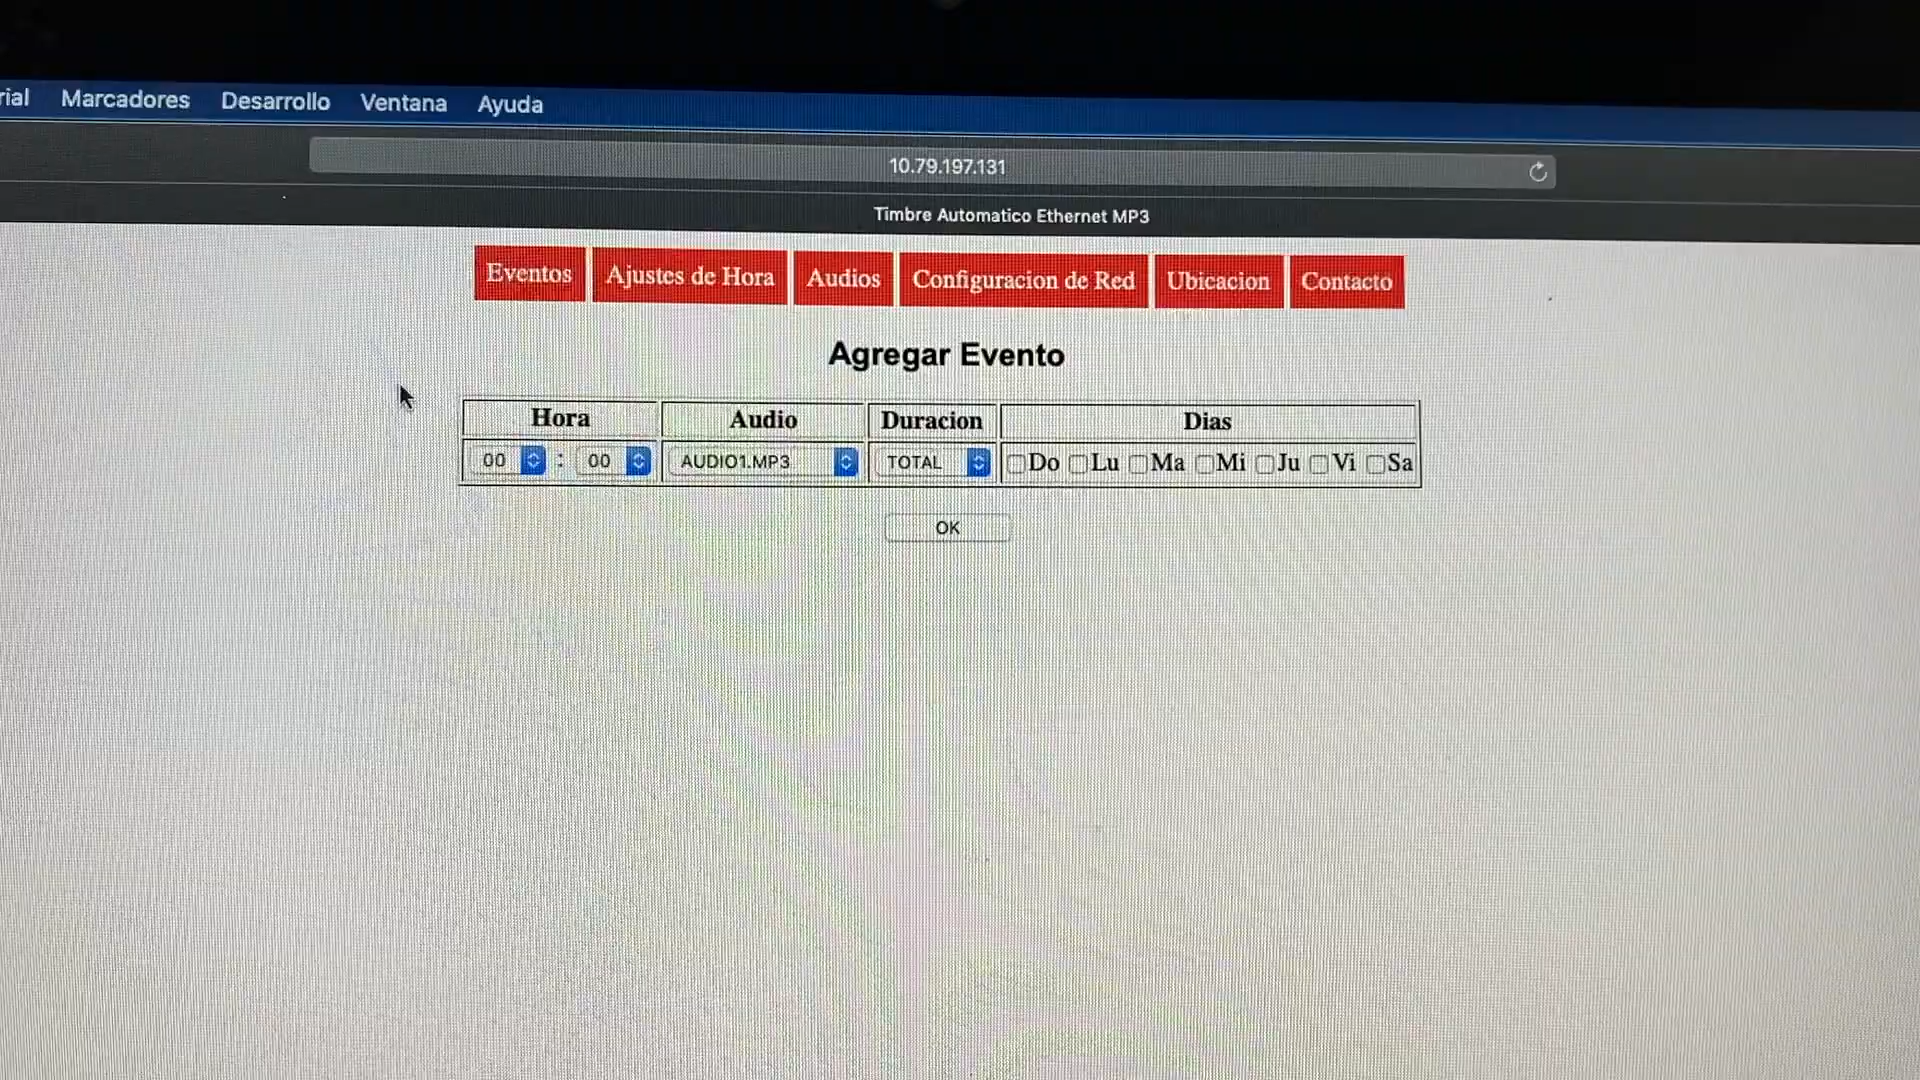 Marcadores Desarrollo Ventana Ayuda
10.79.197.131
Timbre Automatico Ethernet MP3
Eventos Ajustes de Hora Audios Configuracion de Red Ubicacion Contacto
Agregar Evento
Hora Audio Duracion Dias
00 : 00 AUDIO1.MP3 TOTAL Do Lu Ma Mi Ju Vi Sa
OK